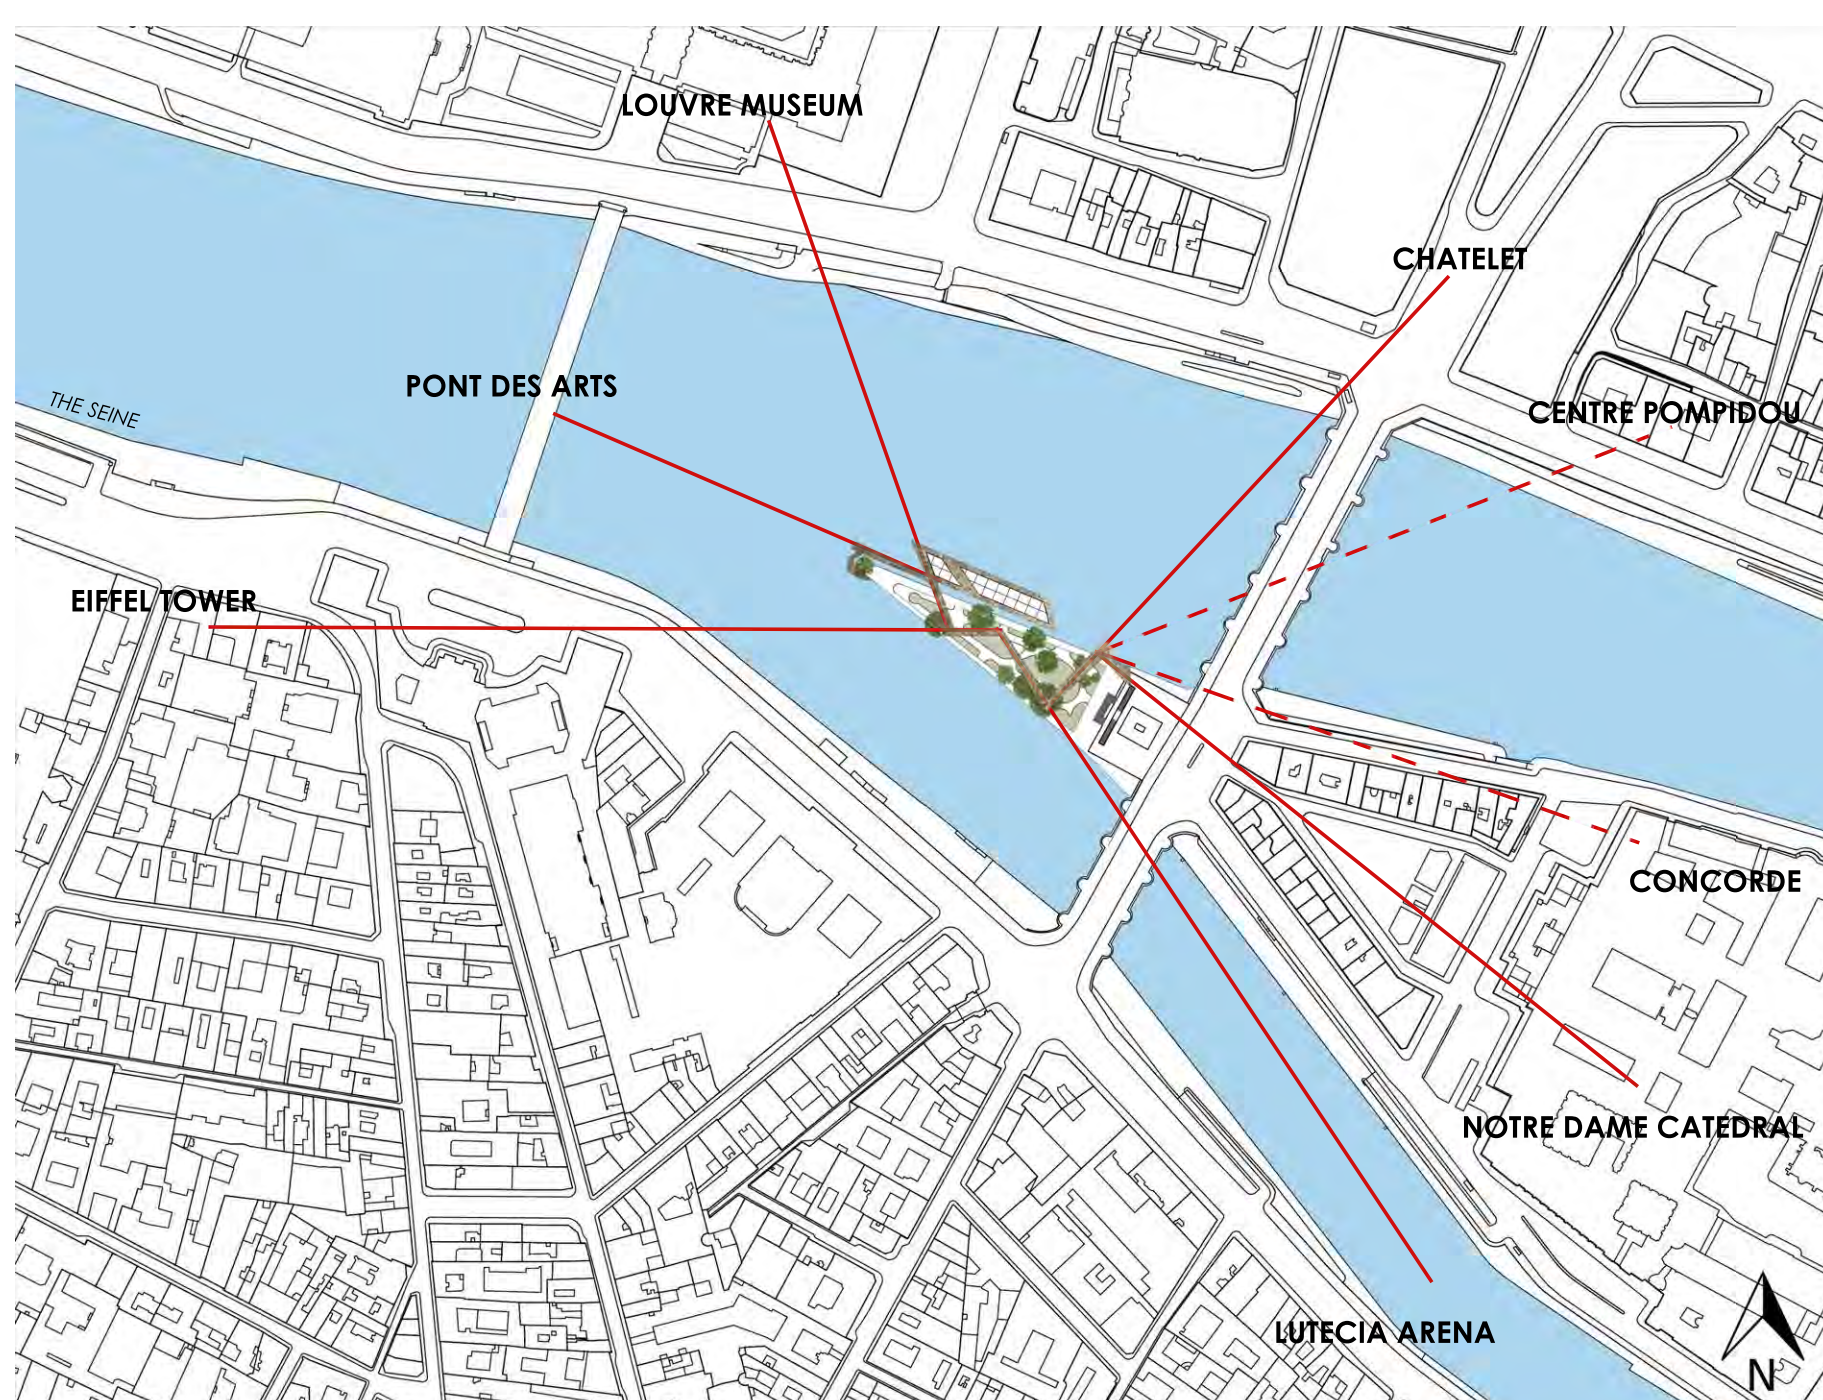 LOUVRE MUSEUM
CHATELET
PONT DES ARTS
THE SEINE
CENTRE POMPIDOU
EIFFEL TOWER
CONCORDE
NOTRE DAME CATEDRAL
LUTECIA ARENA
N